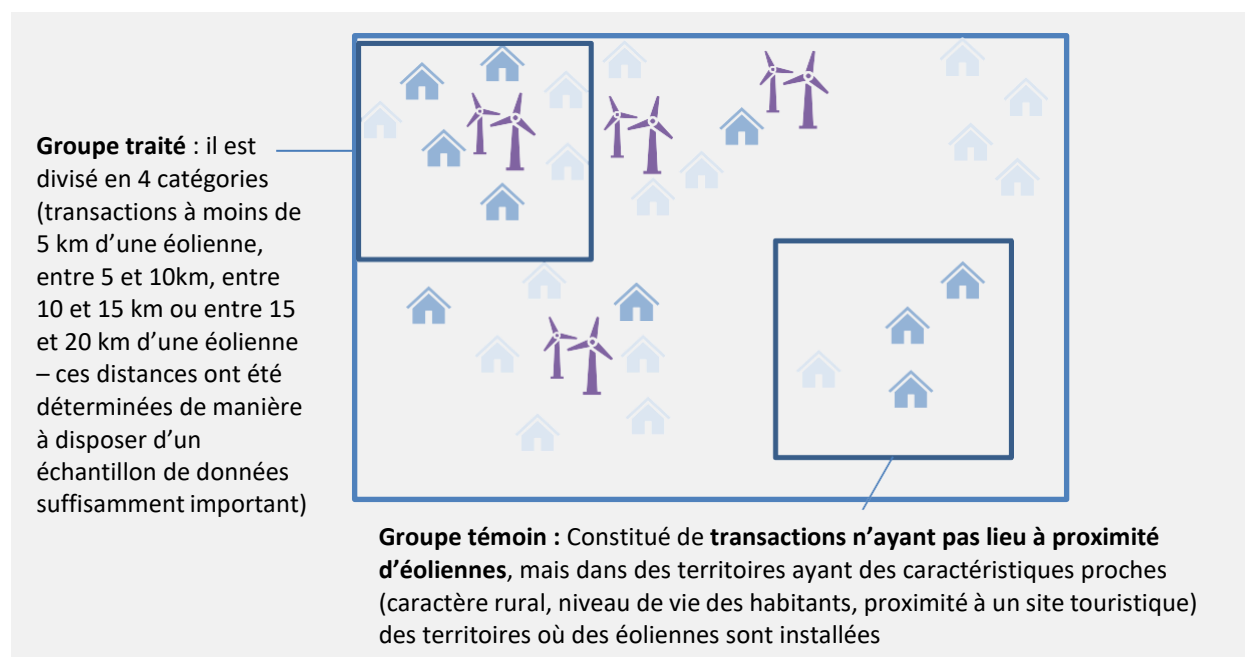 Groupe traité : il est
divisé en 4 catégories
(transactions à moins de
5 km d’une éolienne,
entre 5 et 10km, entre
10 et 15 km ou entre 15
et 20 km d’une éolienne
– ces distances ont été
déterminées de manière
à disposer d’un
échantillon de données
suffisamment important)
Groupe témoin : Constitué de transactions n’ayant pas lieu à proximité
d’éoliennes, mais dans des territoires ayant des caractéristiques proches
(caractère rural, niveau de vie des habitants, proximité à un site touristique)
des territoires où des éoliennes sont installées